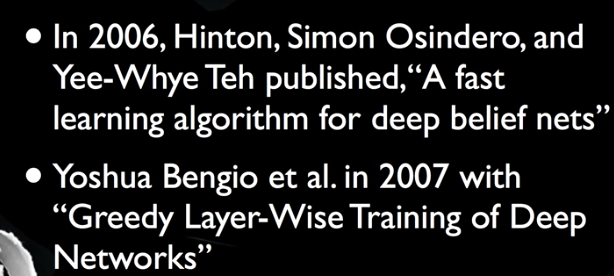 • In 2006, Hinton, Simon Osindero, and
Yee-Whye Teh published,“A fast
learning algorithm for deep belief nets”
• Yoshua Bengio et al. in 2007 with
“Greedy Layer-Wise Training of Deep
Networks”